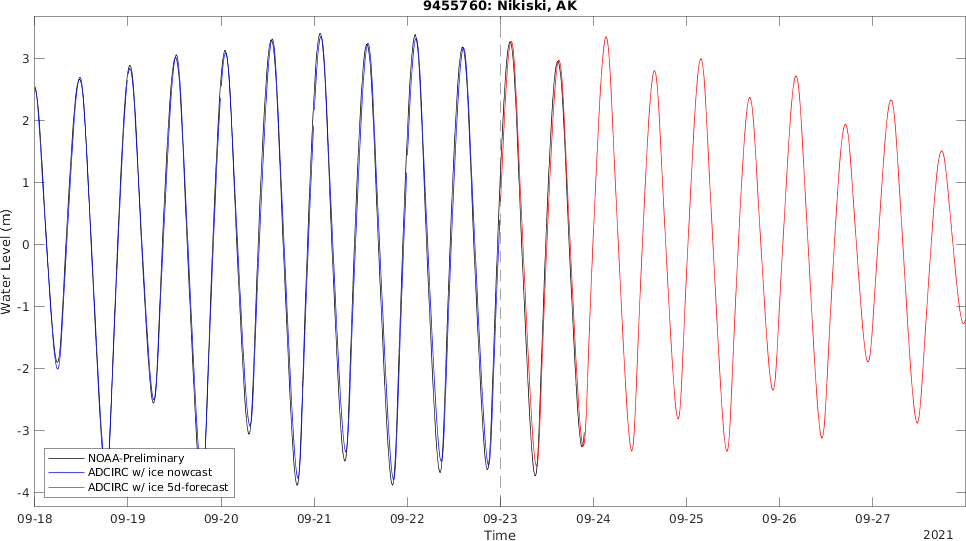 9455760: Nikiski, AK
Water Level (m)
3
2
1
0
-1
-2
-3
-4
NOAA-Preliminary
ADCIRC w/ ice nowcast
ADCIRC w/ ice 5d-forecast
09-18 09-19 09-20 09-21 09-22 09-23 09-24 09-25 09-26 09-27
Time
2021